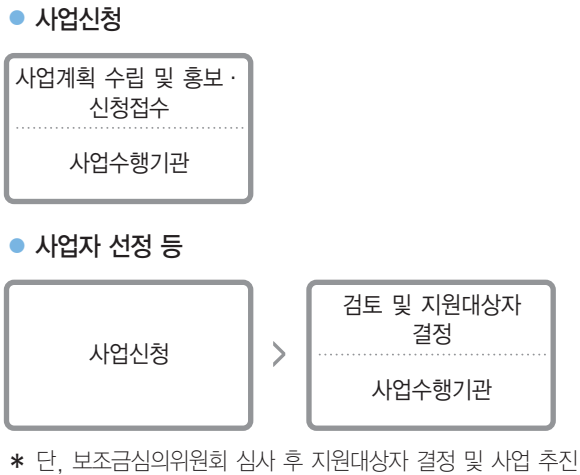 ● 사업신청
사업계획 수립 및 홍보·
신청접수
사업수행기관
● 사업자 선정 등
사업신청
>
검토 및 지원대상자
결정
사업수행기관
* 단, 보조금심의위원회 심사 후 지원대상자 결정 및 사업 추진